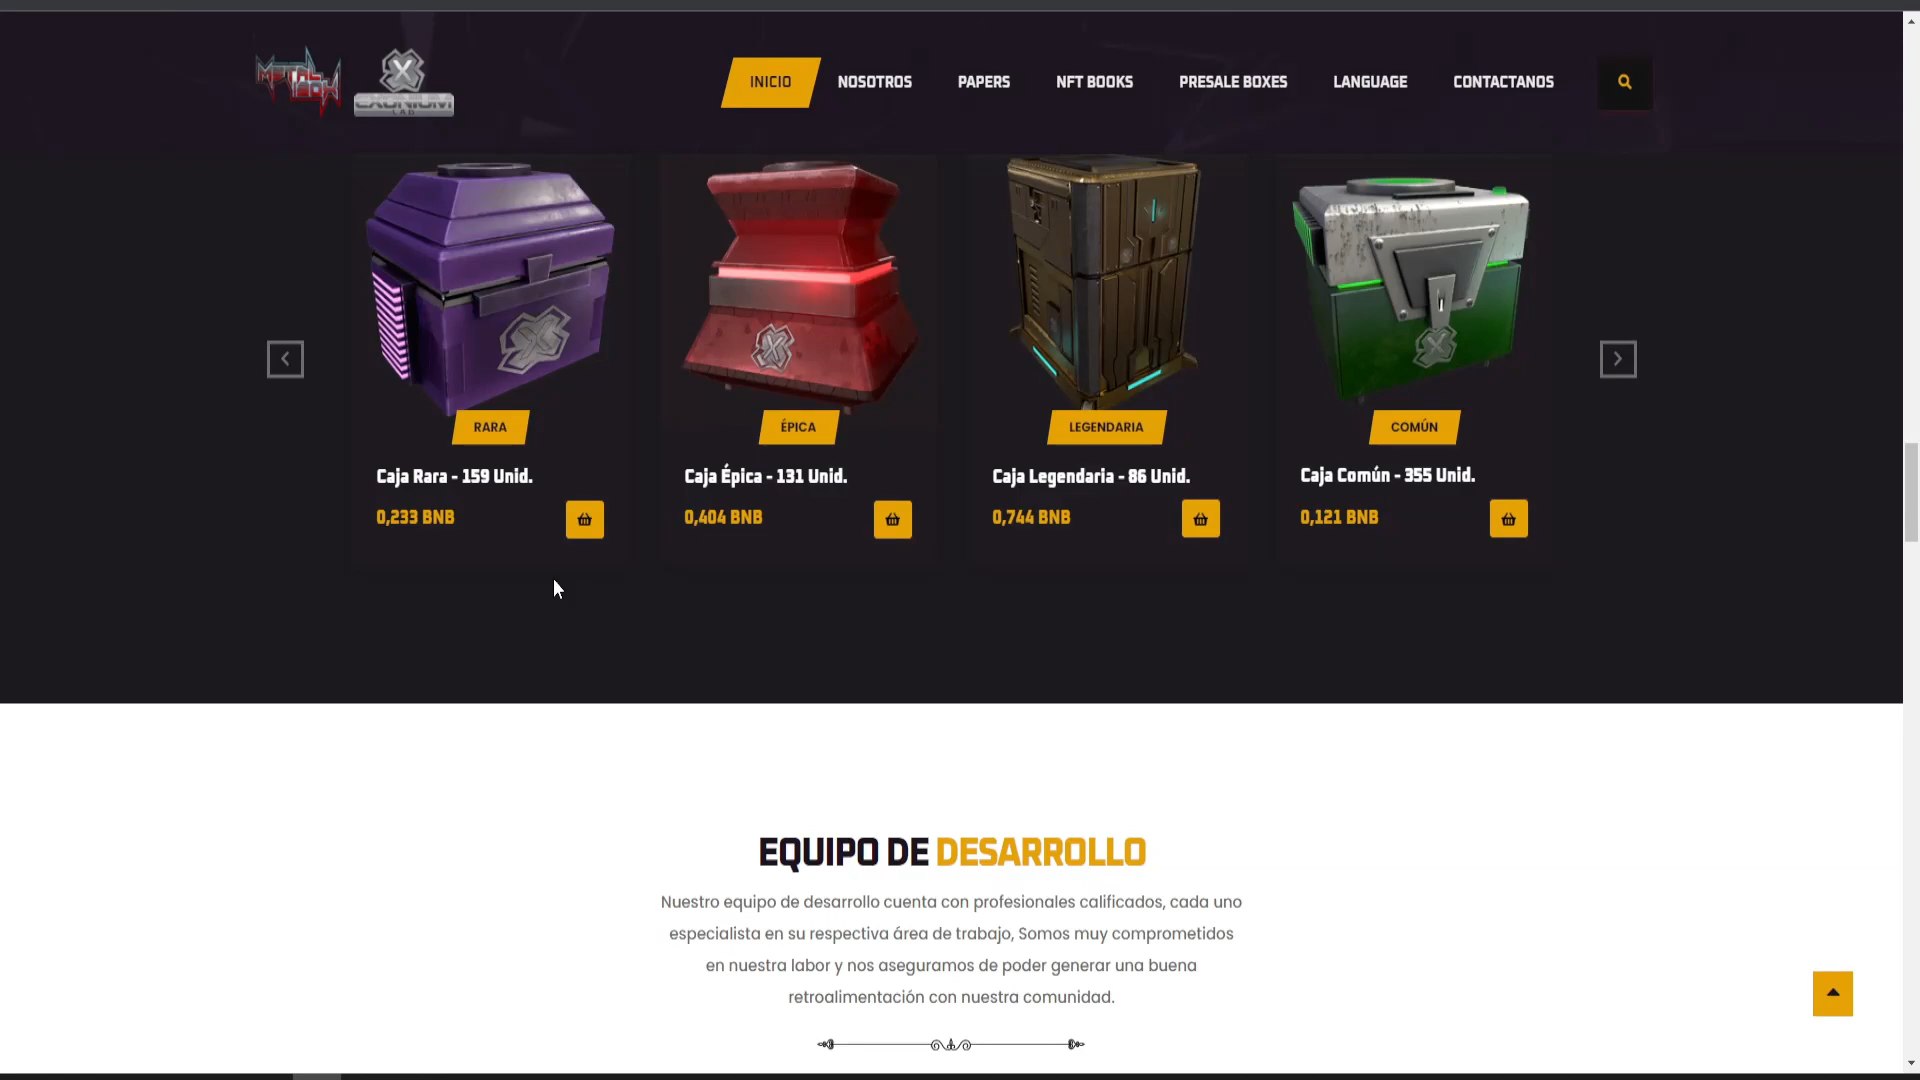 METAL
X
EXONIUM
LAB
INICIO
NOSOTROS
PAPERS
NFT BOOKS
PRESALE BOXES
LANGUAGE
CONTACTANOS
RARA
ÉPICA
LEGENDARIA
COMÚN
Caja Rara - 159 Unid.
Caja Épica - 131 Unid.
Caja Legendaria - 86 Unid.
Caja Común - 355 Unid.
0,233 BNB
0,404 BNB
0,744 BNB
0,121 BNB
EQUIPO DE DESARROLLO
Nuestro equipo de desarrollo cuenta con profesionales calificados, cada uno
especialista en su respectiva área de trabajo, Somos muy comprometidos
en nuestra labor y nos aseguramos de poder generar una buena
retroalimentación con nuestra comunidad.